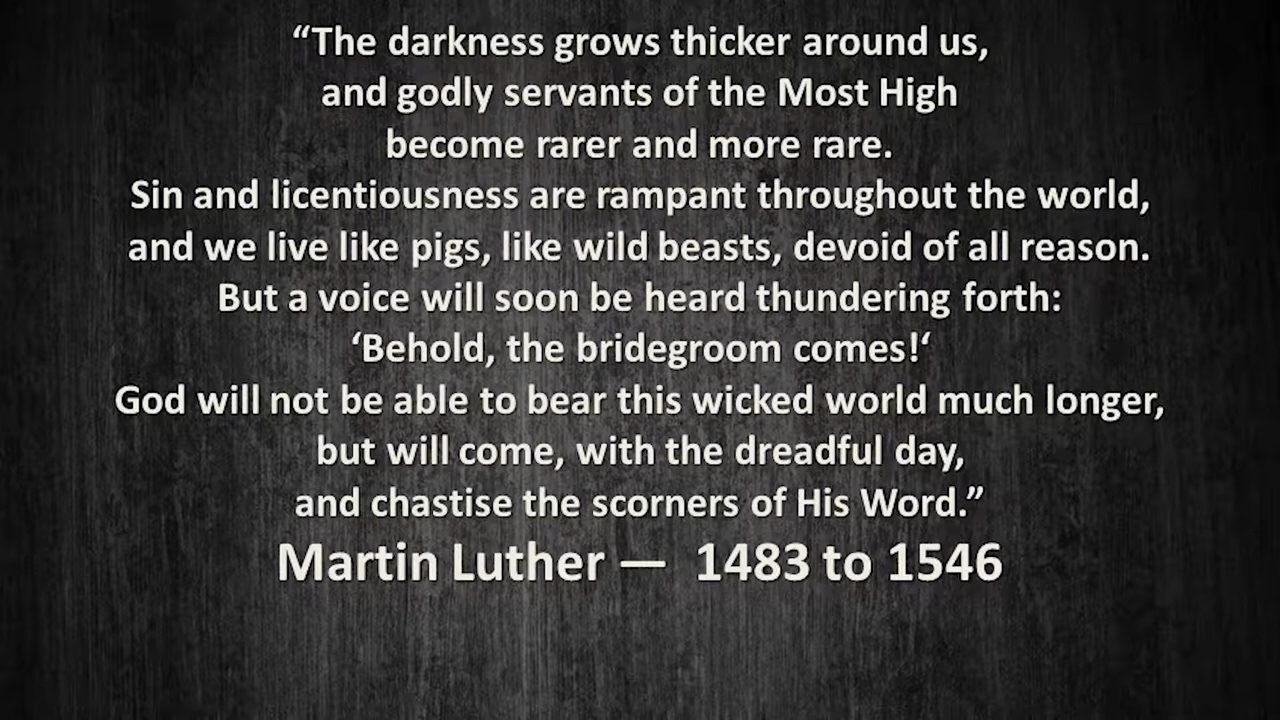 “The darkness grows thicker around us,
and godly servants of the Most High
become rarer and more rare.
Sin and licentiousness are rampant throughout the world,
and we live like pigs, like wild beasts, devoid of all reason.
But a voice will soon be heard thundering forth:
‘Behold, the bridegroom comes!‘
God will not be able to bear this wicked world much longer,
but will come, with the dreadful day,
and chastise the scorners of His Word.”
Martin Luther — 1483 to 1546